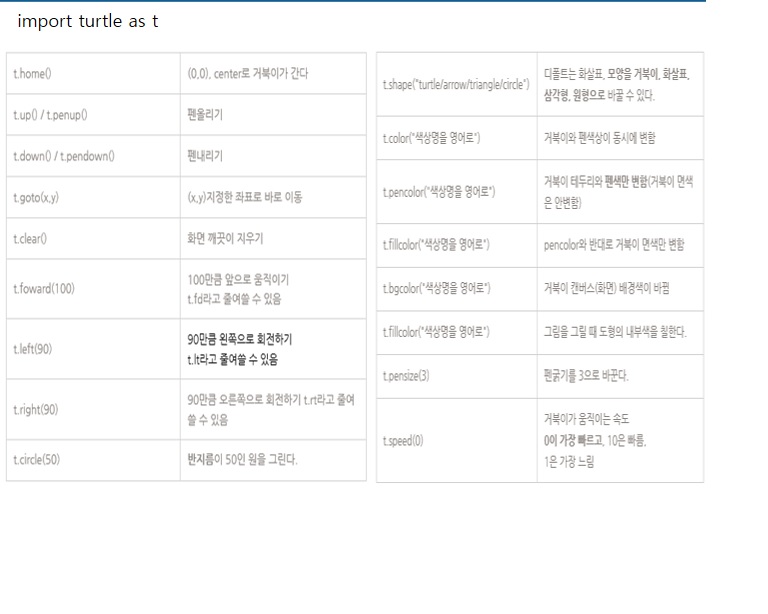 import turtle as t
t.home()
(0,0), center로 거북이가 간다
t.up() / t.penup()
펜올리기
t.down() / t.pendown()
펜내리기
t.goto(x,y)
(x,y)지정한 좌표로 바로 이동
t.clear()
화면 깨끗이 지우기
t.foward(100)
100만큼 앞으로 움직이기
t.fd라고 줄여쓸 수 있음
t.left(90)
90만큼 왼쪽으로 회전하기
t.lt라고 줄여쓸 수 있음
t.right(90)
90만큼 오른쪽으로 회전하기 t.rt라고 줄여
쓸 수 있음
t.circle(50)
반지름이 50인 원을 그린다.
t.shape("turtle/arrow/triangle/circle")
디폴트는 화살표, 모양을 거북이, 화살표,
삼각형, 원형으로 바꿀 수 있다.
t.color("색상명을 영어로")
거북이와 펜색상이 동시에 변함
t.pencolor("색상명을 영어로")
거북이 테두리와 펜색만 변함(거북이 면색
은 안변함)
t.fillcolor("색상명을 영어로")
pencolor와 반대로 거북이 면색만 변함
t.bgcolor("색상명을 영어로")
거북이 캔버스(화면) 배경색이 바뀜
t.fillcolor("색상명을 영어로")
그림을 그릴 때 도형의 내부색을 칠한다.
t.pensize(3)
펜굵기를 3으로 바꾼다.
t.speed(0)
거북이가 움직이는 속도
0이 가장 빠르고, 10은 빠름,
1은 가장 느림